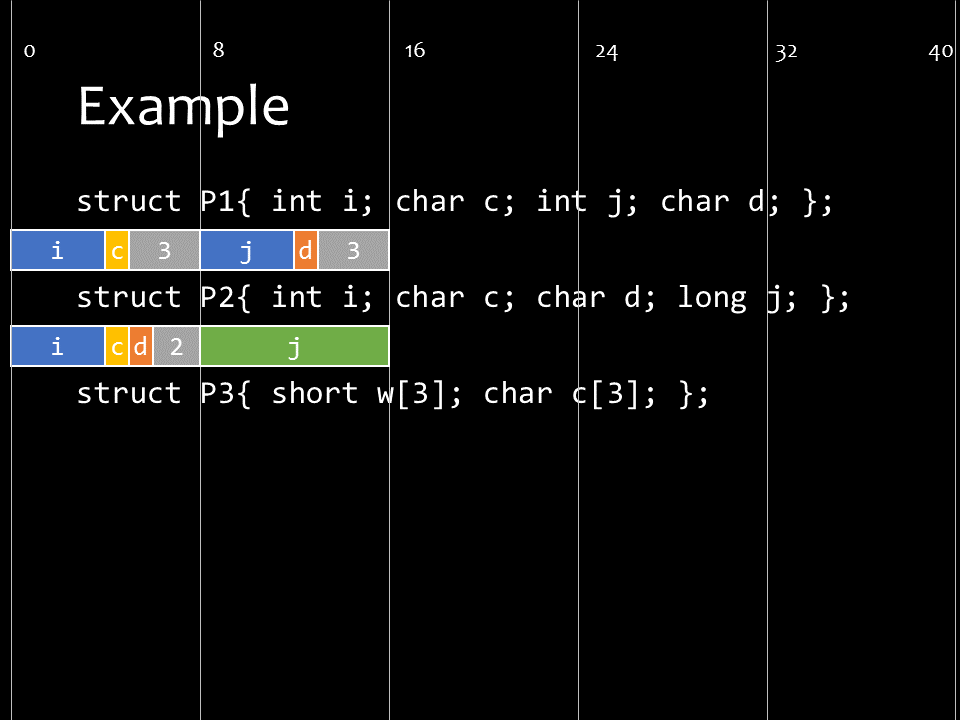 0 8 16 24 32 40
Example
struct P1{ int i; char c; int j; char d; };
i c 3 j d 3
struct P2{ int i; char c; char d; long j; };
i c d 2 j
struct P3{ short w[3]; char c[3]; };